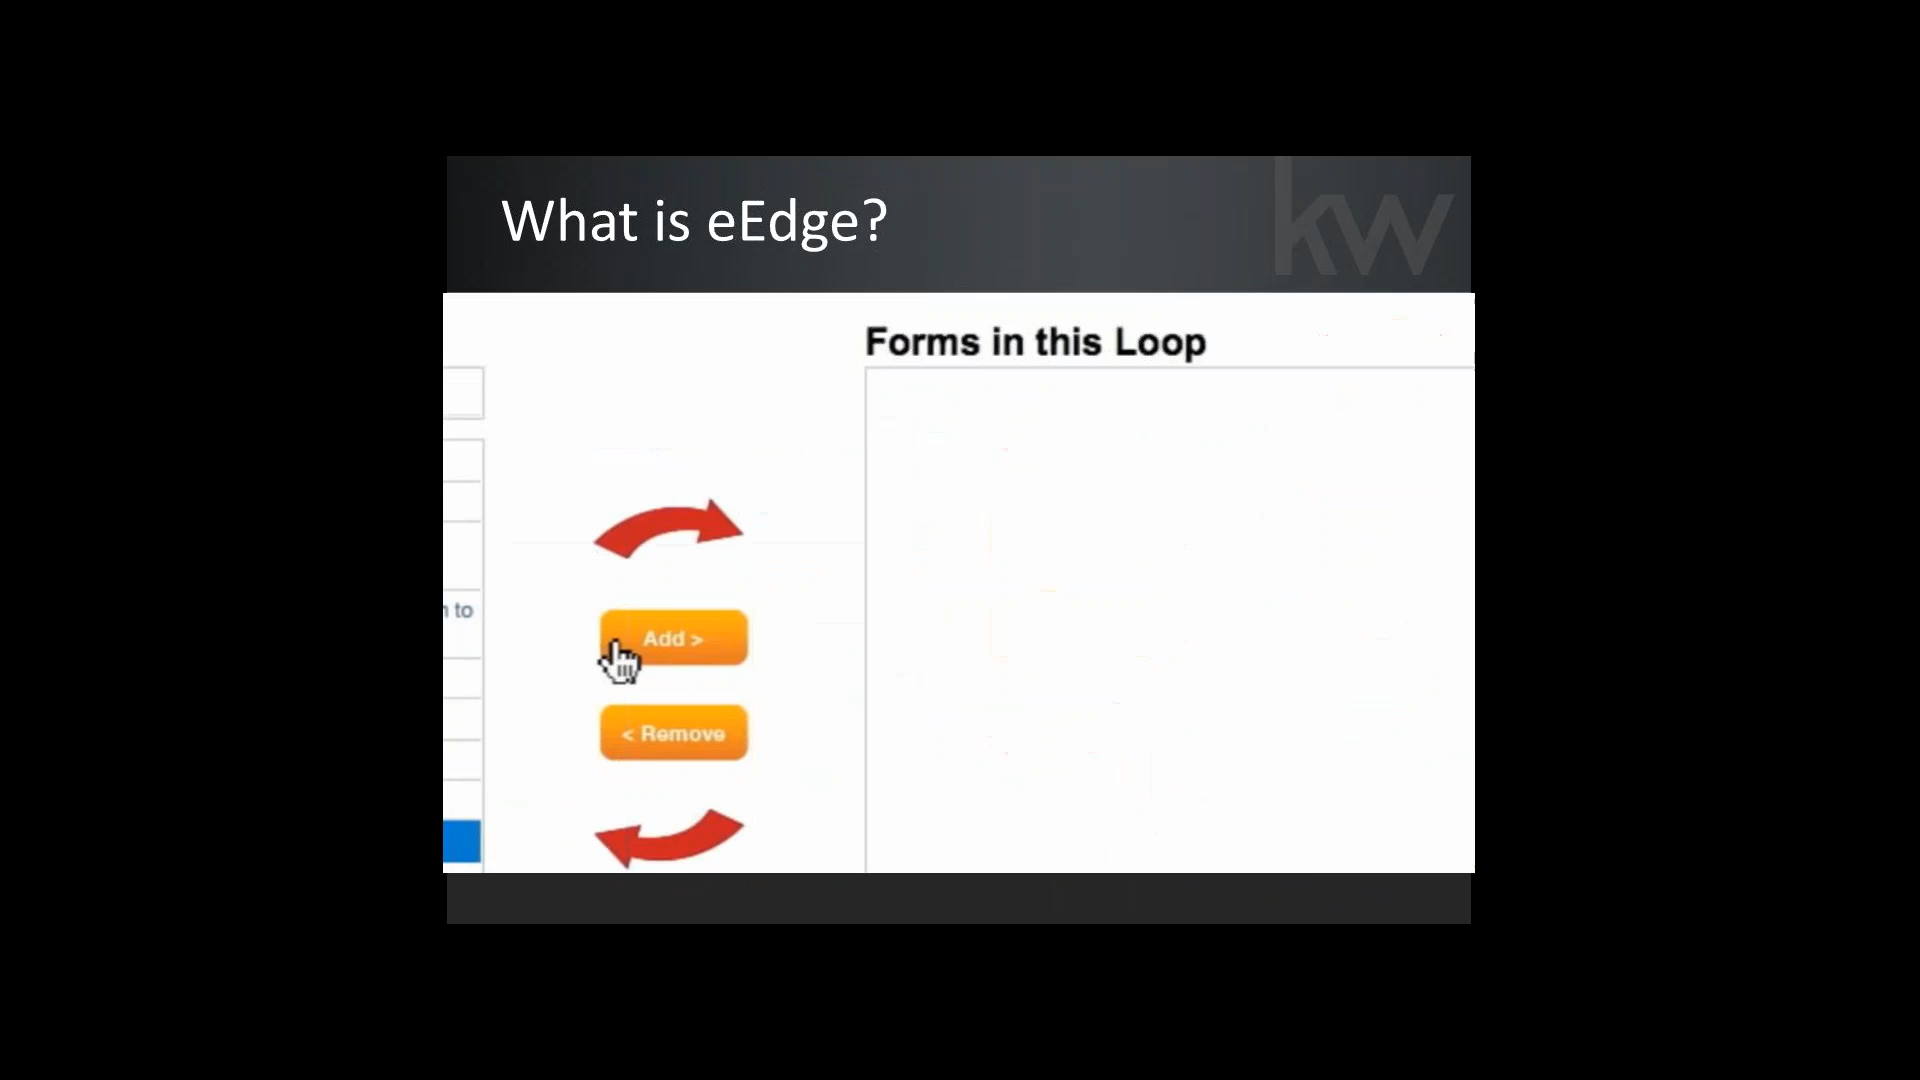 What is eEdge?
kw
Forms in this Loop
to
Add >
< Remove